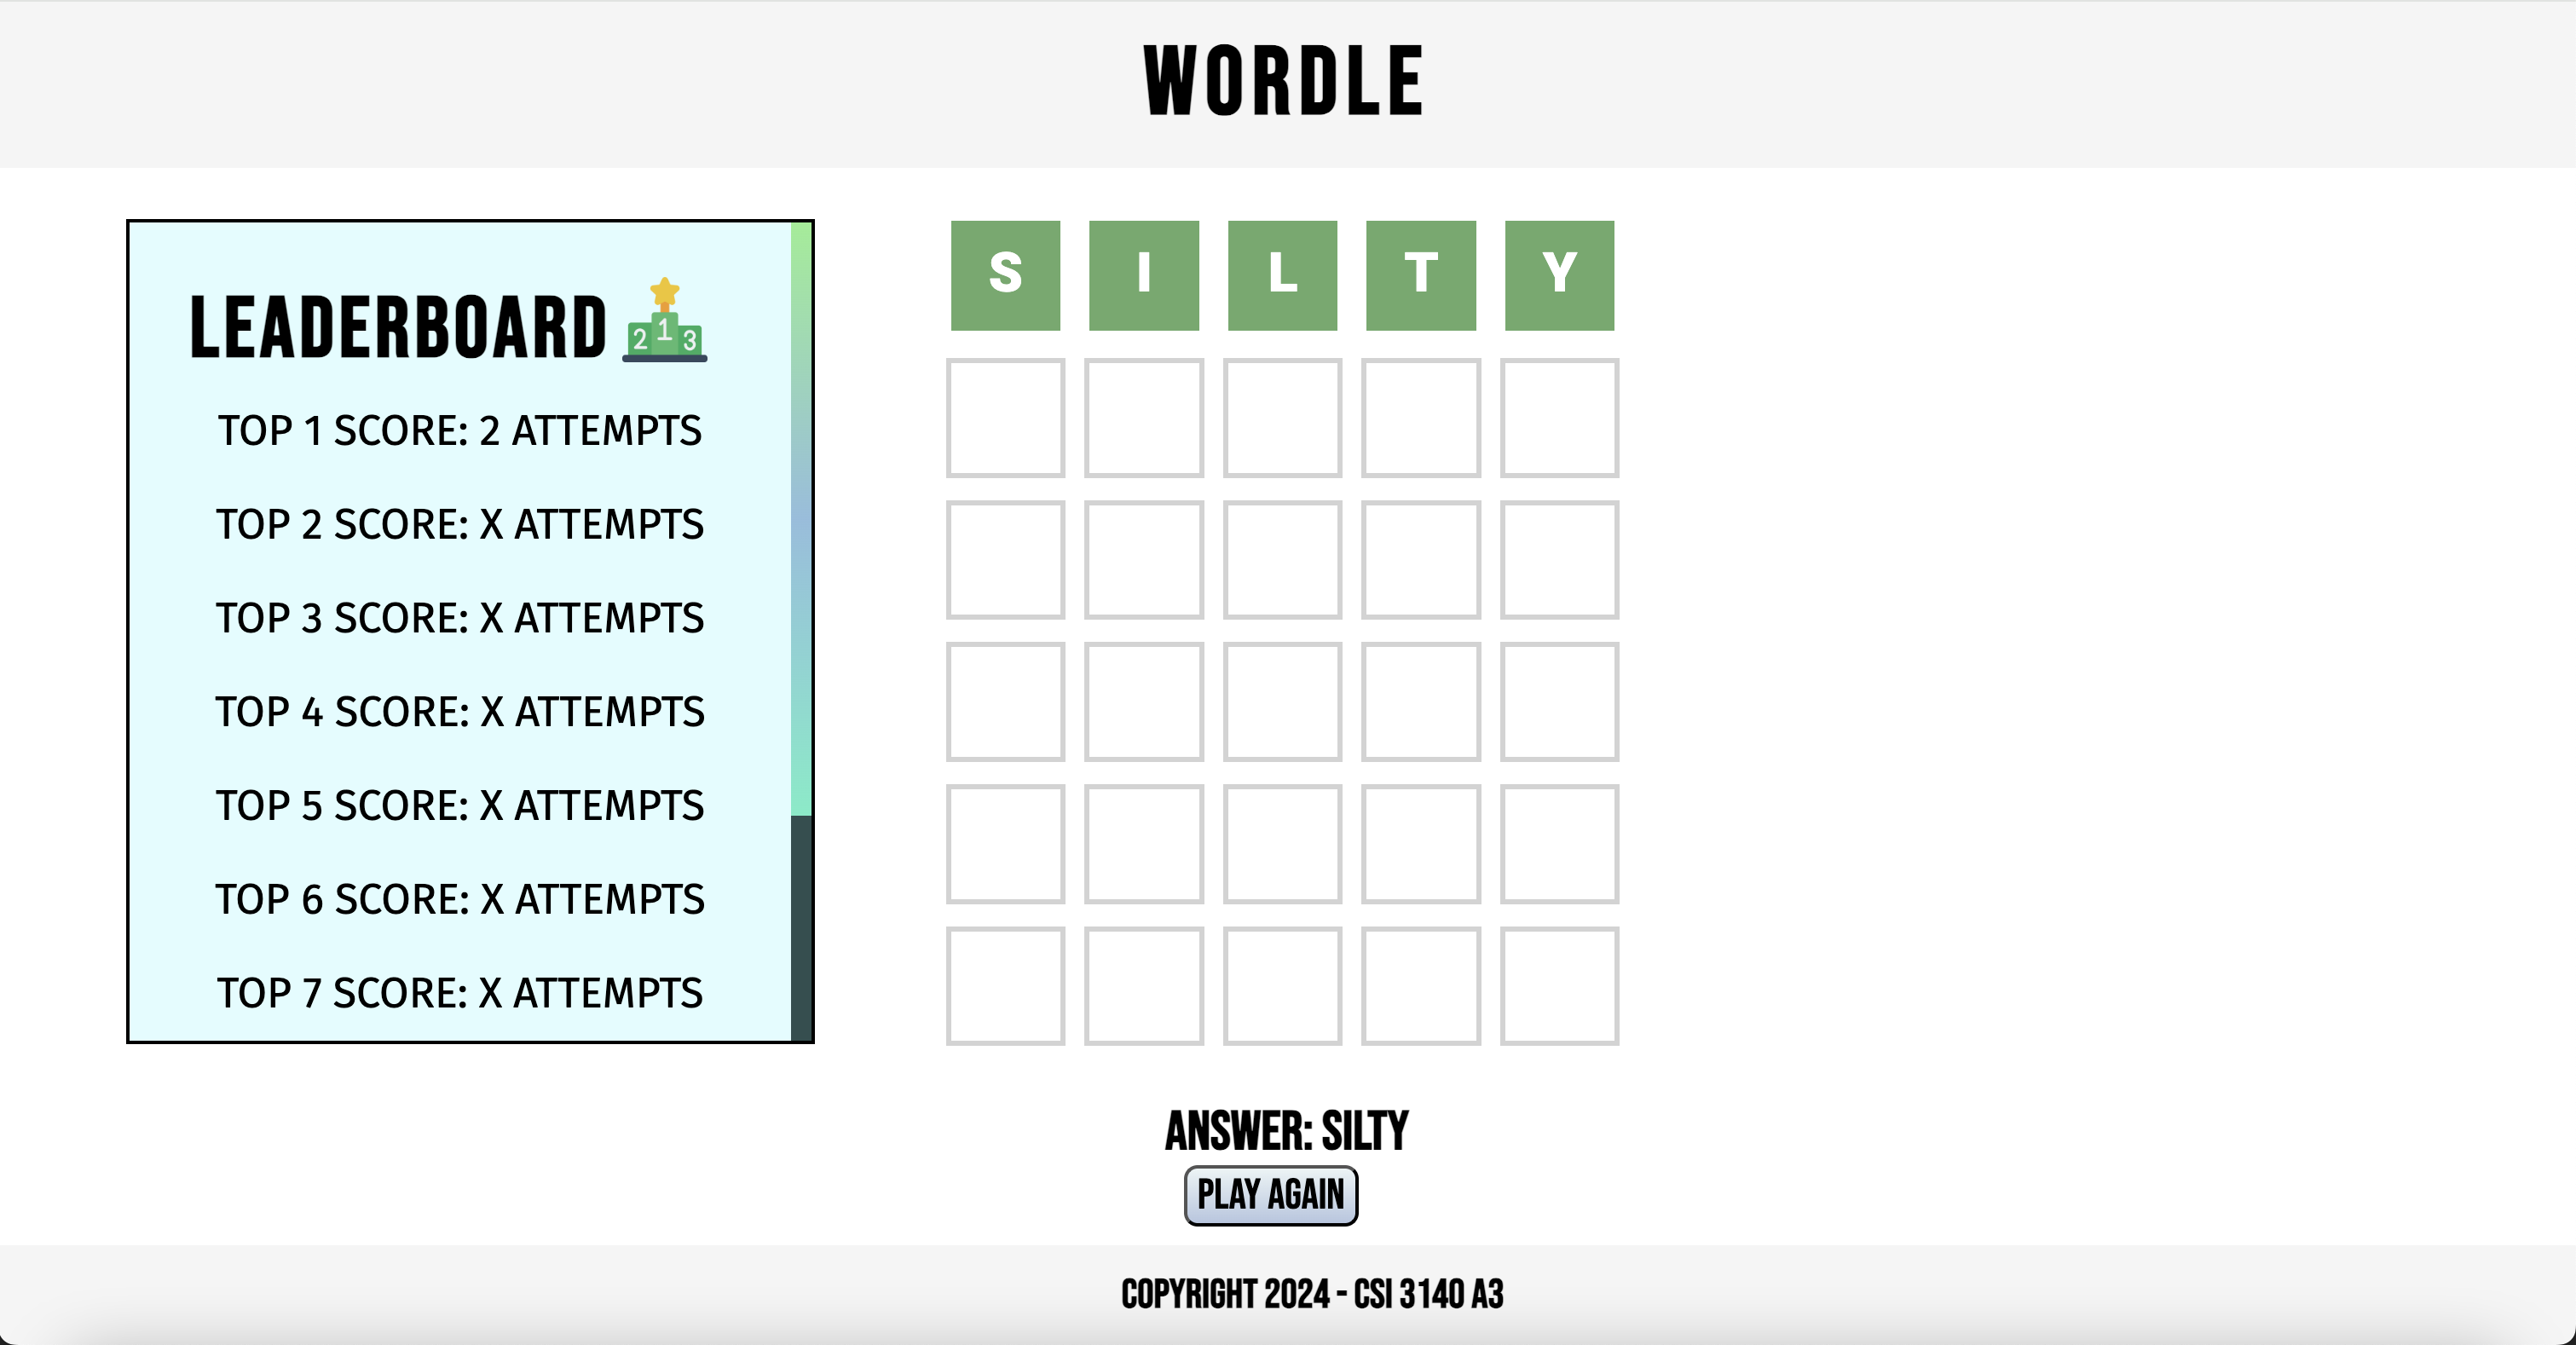 WORDLE
LEADERBOARD
2 1 3
TOP 1 SCORE: 2 ATTEMPTS
TOP 2 SCORE: X ATTEMPTS
TOP 3 SCORE: X ATTEMPTS
TOP 4 SCORE: X ATTEMPTS
TOP 5 SCORE: X ATTEMPTS
TOP 6 SCORE: X ATTEMPTS
TOP 7 SCORE: X ATTEMPTS
S I L T Y
ANSWER: SILTY
PLAY AGAIN
COPYRIGHT 2024 - CSI 3140 A3